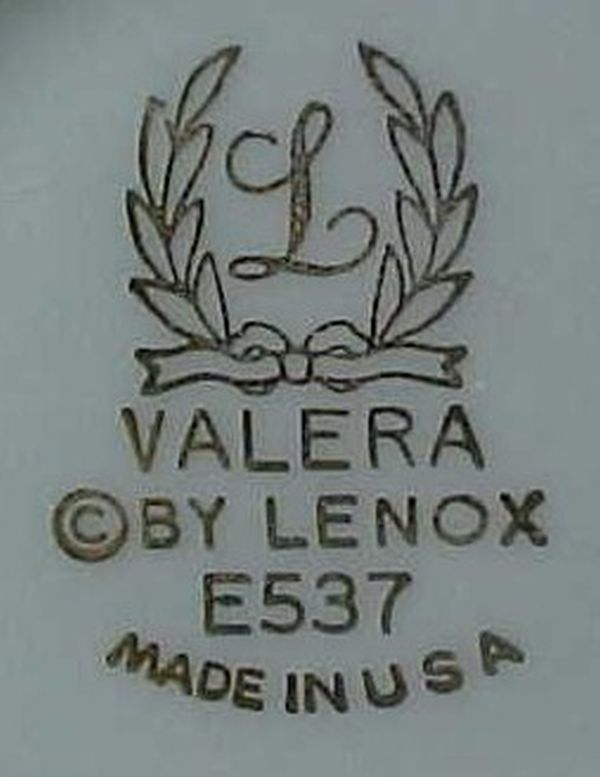 L
VALERA
©BY LENOX
E537
MADE IN USA